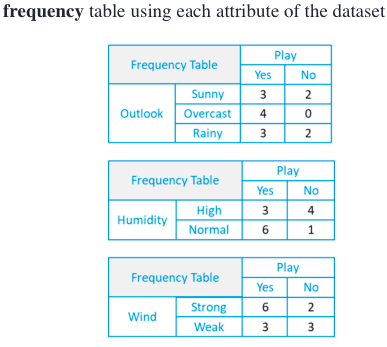 frequency table using each attribute of the dataset
Frequency Table Play
Yes No
Outlook Sunny 3 2
Overcast 4 0
Rainy 3 2
Frequency Table Play
Yes No
Humidity High 3 4
Normal 6 1
Frequency Table Play
Yes No
Wind Strong 6 2
Weak 3 3